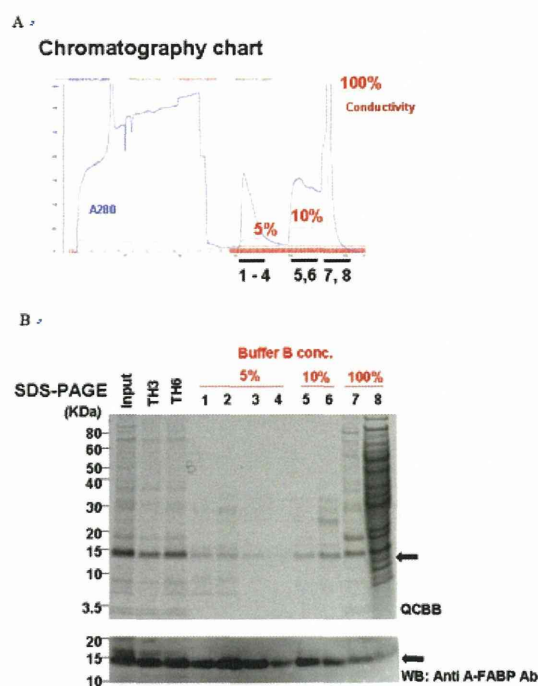 A
Chromatography chart
100%
Conductivity
A280
5%
10%
1 - 4
5,6
7, 8
B
Buffer B conc.
5%
10%
100%
SDS-PAGE
(KDa)
Input
TH3
TH6
1 2 3 4 5 6 7 8
80
60
50
40
30
20
15
10
3.5
QCBB
20
15
10
WB: Anti A-FABP Ab